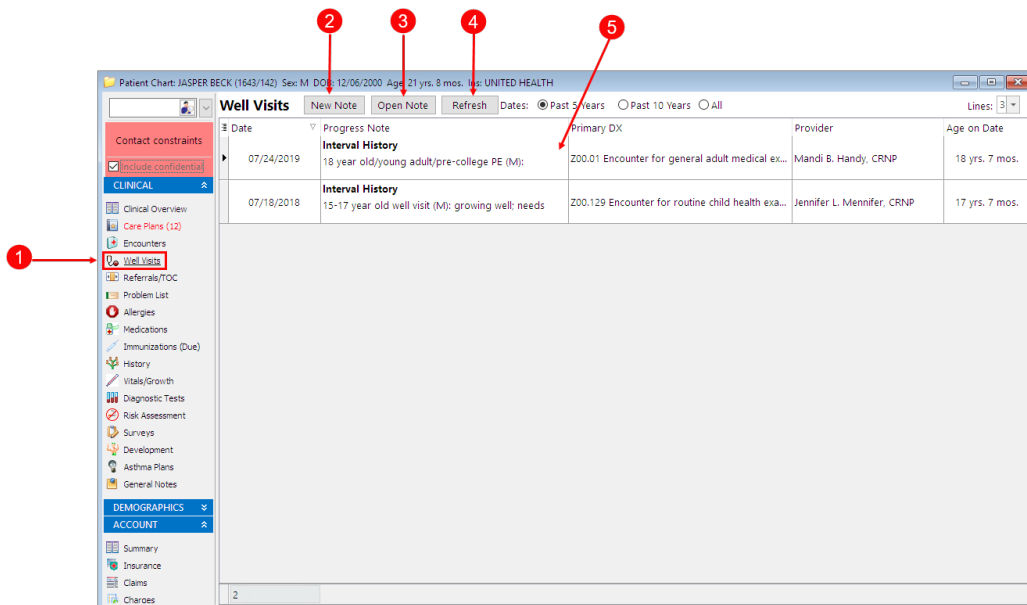 2 3 4 5
Patient Chart: JASPER BECK (1643/142) Sex: M DOB: 12/06/2000 Age: 21 yrs. 8 mos. Ins: UNITED HEALTH
Well Visits New Note Open Note Refresh Dates: Past 5 Years Past 10 Years All Lines: 3
Contact constraints
Include confidential
CLINICAL
Clinical Overview
Care Plans (12)
Encounters
1
Well Visits
Referrals/TOC
Problem List
Allergies
Medications
Immunizations (Due)
History
Vitals/Growth
Diagnostic Tests
Risk Assessment
Surveys
Development
Asthma Plans
General Notes
DEMOGRAPHICS
ACCOUNT
Summary
Insurance
Claims
Charges
Date Progress Note Primary DX Provider Age on Date
Interval History
07/24/2019 18 year old/young adult/pre-college PE (M): Z00.01 Encounter for general adult medical ex... Mandi B. Handy, CRNP 18 yrs. 7 mos.
Interval History
07/18/2018 15-17 year old well visit (M): growing well; needs Z00.129 Encounter for routine child health exa... Jennifer L. Mennifer, CRNP 17 yrs. 7 mos.
2